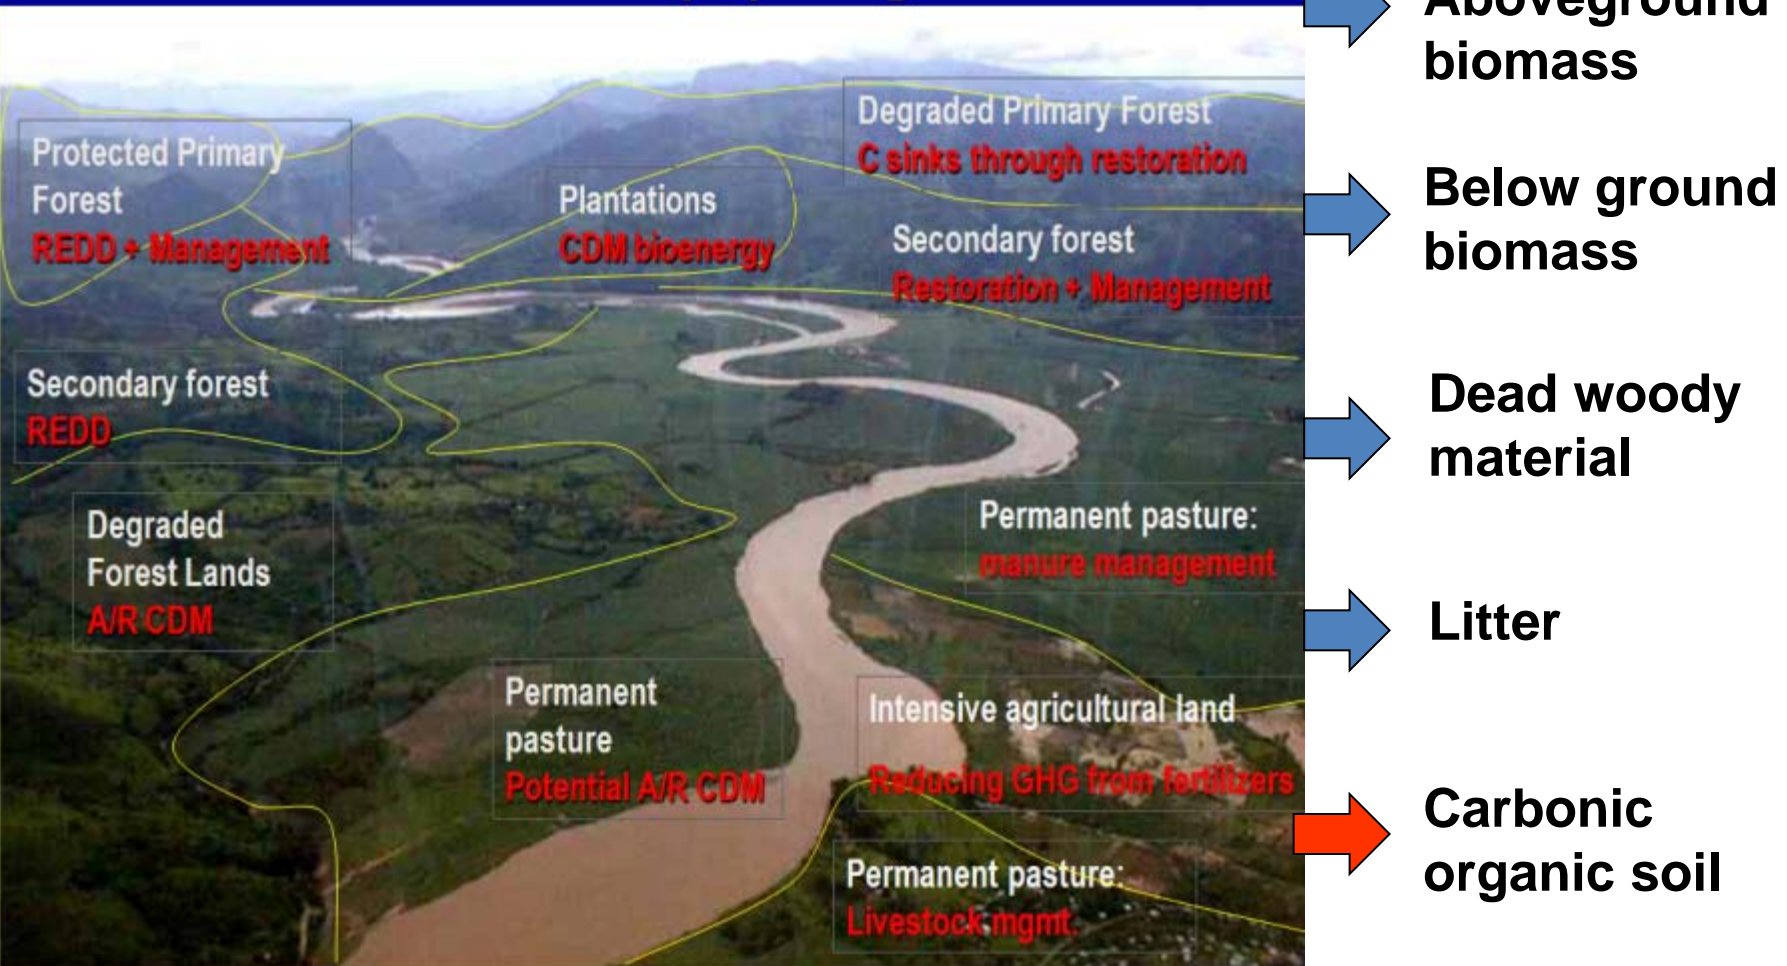 Aboveground
biomass
Degraded Primary Forest
C sinks through restoration
Protected Primary
Forest
REDD + Management
Plantations
CDM bioenergy
Below ground
biomass
Secondary forest
Restoration + Management
Secondary forest
REDD
Dead woody
material
Degraded
Forest Lands
A/R CDM
Permanent pasture:
manure management
Litter
Permanent
pasture
Potential A/R CDM
Intensive agricultural land
Reducing GHG from fertilizers
Carbonic
organic soil
Permanent pasture:
Livestock mgmt.